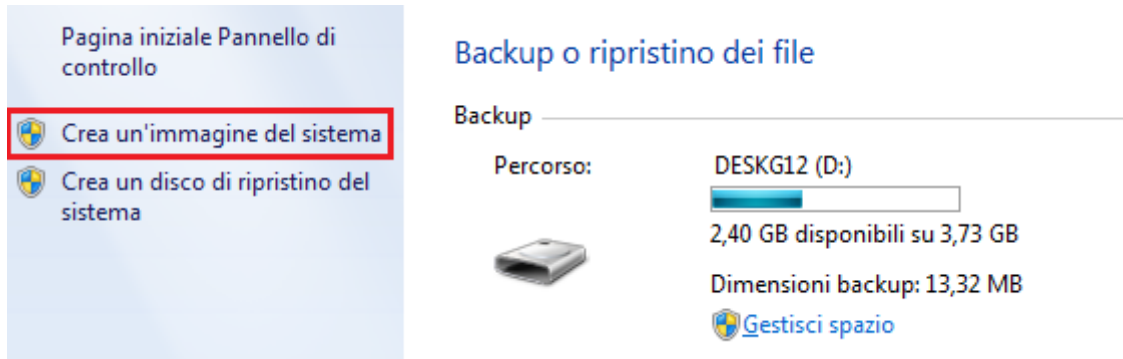 Pagina iniziale Pannello di
controllo
Crea un'immagine del sistema
Crea un disco di ripristino del
sistema
Backup o ripristino dei file
Backup
Percorso:
DESKG12 (D:)
2,40 GB disponibili su 3,73 GB
Dimensioni backup: 13,32 MB
Gestisci spazio